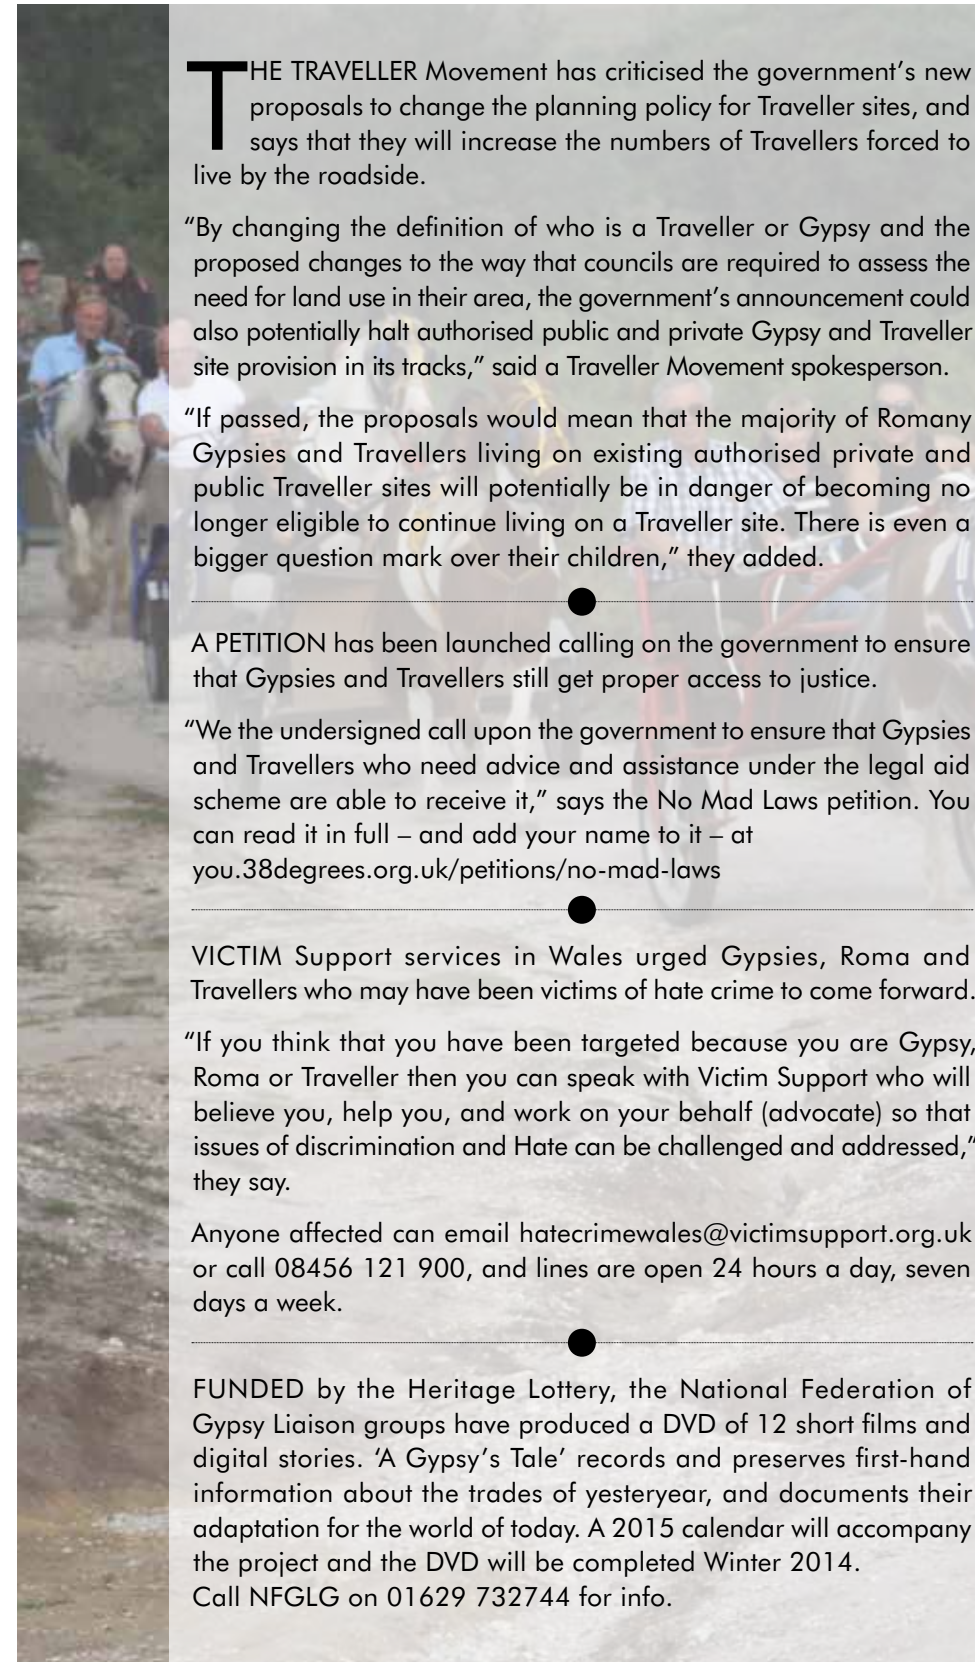 THE TRAVELLER Movement has criticised the government's new
proposals to change the planning policy for Traveller sites, and
says that they will increase the numbers of Travellers forced to
live by the roadside.
"By changing the definition of who is a Traveller or Gypsy and the
proposed changes to the way that councils are required to assess the
need for land use in their area, the government's announcement could
also potentially halt authorised public and private Gypsy and Traveller
site provision in its tracks," said a Traveller Movement spokesperson.
"If passed, the proposals would mean that the majority of Romany
Gypsies and Travellers living on existing authorised private and
public Traveller sites will potentially be in danger of becoming no
longer eligible to continue living on a Traveller site. There is even a
bigger question mark over their children," they added.
A PETITION has been launched calling on the government to ensure
that Gypsies and Travellers still get proper access to justice.
"We the undersigned call upon the government to ensure that Gypsies
and Travellers who need advice and assistance under the legal aid
scheme are able to receive it," says the No Mad Laws petition. You
can read it in full – and add your name to it – at
you.38degrees.org.uk/petitions/no-mad-laws
VICTIM Support services in Wales urged Gypsies, Roma and
Travellers who may have been victims of hate crime to come forward.
"If you think that you have been targeted because you are Gypsy,
Roma or Traveller then you can speak with Victim Support who will
believe you, help you, and work on your behalf (advocate) so that
issues of discrimination and Hate can be challenged and addressed,"
they say.
Anyone affected can email hatecrimewales@victimsupport.org.uk
or call 08456 121 900, and lines are open 24 hours a day, seven
days a week.
FUNDED by the Heritage Lottery, the National Federation of
Gypsy Liaison groups have produced a DVD of 12 short films and
digital stories. 'A Gypsy's Tale' records and preserves first-hand
information about the trades of yesteryear, and documents their
adaptation for the world of today. A 2015 calendar will accompany
the project and the DVD will be completed Winter 2014.
Call NFGLG on 01629 732744 for info.